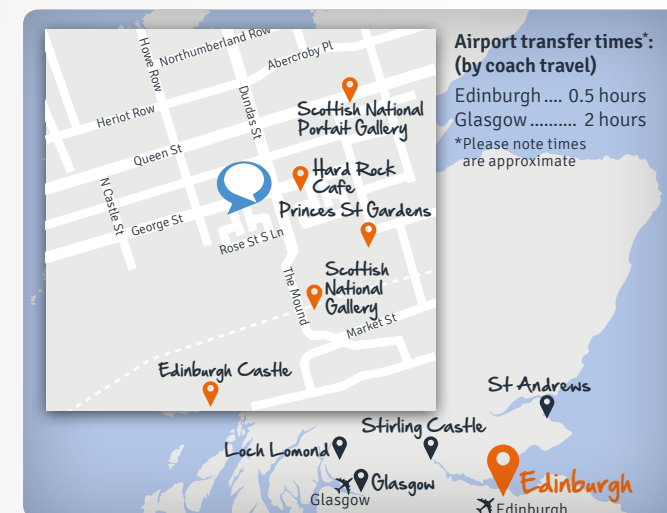 Airport transfer times*:
(by coach travel)
Edinburgh .... 0.5 hours
Glasgow .......... 2 hours
*Please note times
are approximate
Howe Row
Northumberland Row
Abercroby Pl
Dundas St
Heriot Row
Scottish National
Portait Gallery
Queen St
Hard Rock
Cafe
N Castle St
Princes St Gardens
George St
Rose St S Ln
The Mound
Scottish
National
Gallery
Market St
Edinburgh Castle
St Andrews
Stirling Castle
Loch Lomond
Glasgow
Glasgow
Edinburgh
Edinburgh